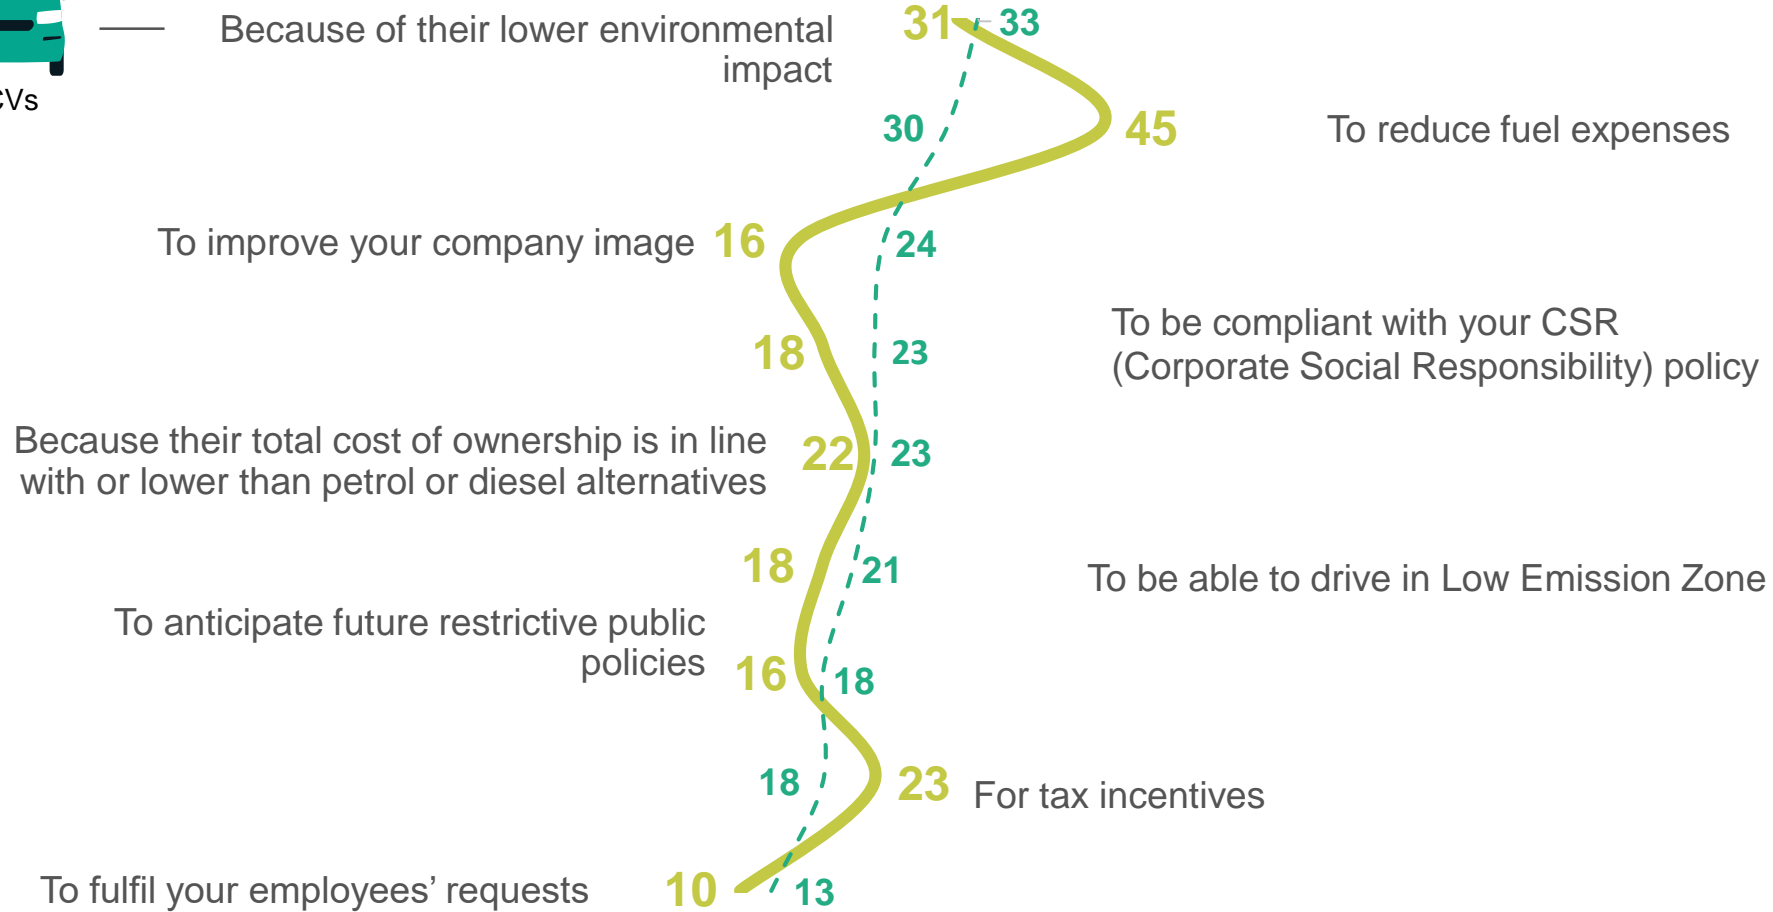 Because of their lower environmental
impact
31
33
CVs
30
45
To reduce fuel expenses
To improve your company image
16
24
18
23
To be compliant with your CSR
(Corporate Social Responsibility) policy
Because their total cost of ownership is in line
with or lower than petrol or diesel alternatives
22
23
18
21
To be able to drive in Low Emission Zone
To anticipate future restrictive public
policies
16
18
18
23
For tax incentives
To fulfil your employees’ requests
10
13